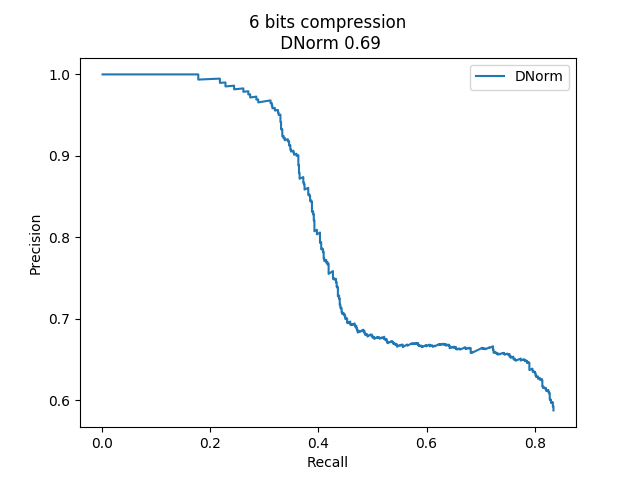 6 bits compression
DNorm 0.69
DNorm
1.0
0.9
0.8
0.7
0.6
Precision
0.0 0.2 0.4 0.6 0.8
Recall